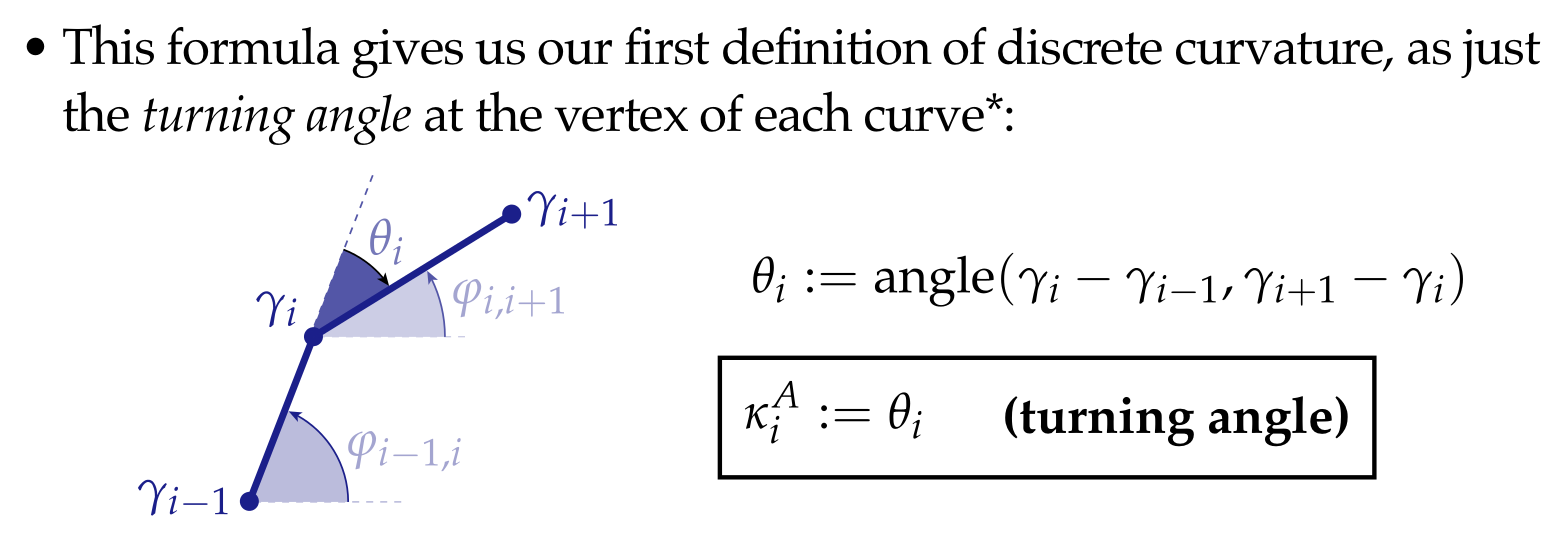 • This formula gives us our first definition of discrete curvature, as just
the turning angle at the vertex of each curve*:
γᵢ₊₁
θᵢ
θᵢ := angle(γᵢ − γᵢ₋₁, γᵢ₊₁ − γᵢ)
φᵢ,ᵢ₊₁
γᵢ
κᵢᴬ := θᵢ (turning angle)
φᵢ₋₁,ᵢ
γᵢ₋₁